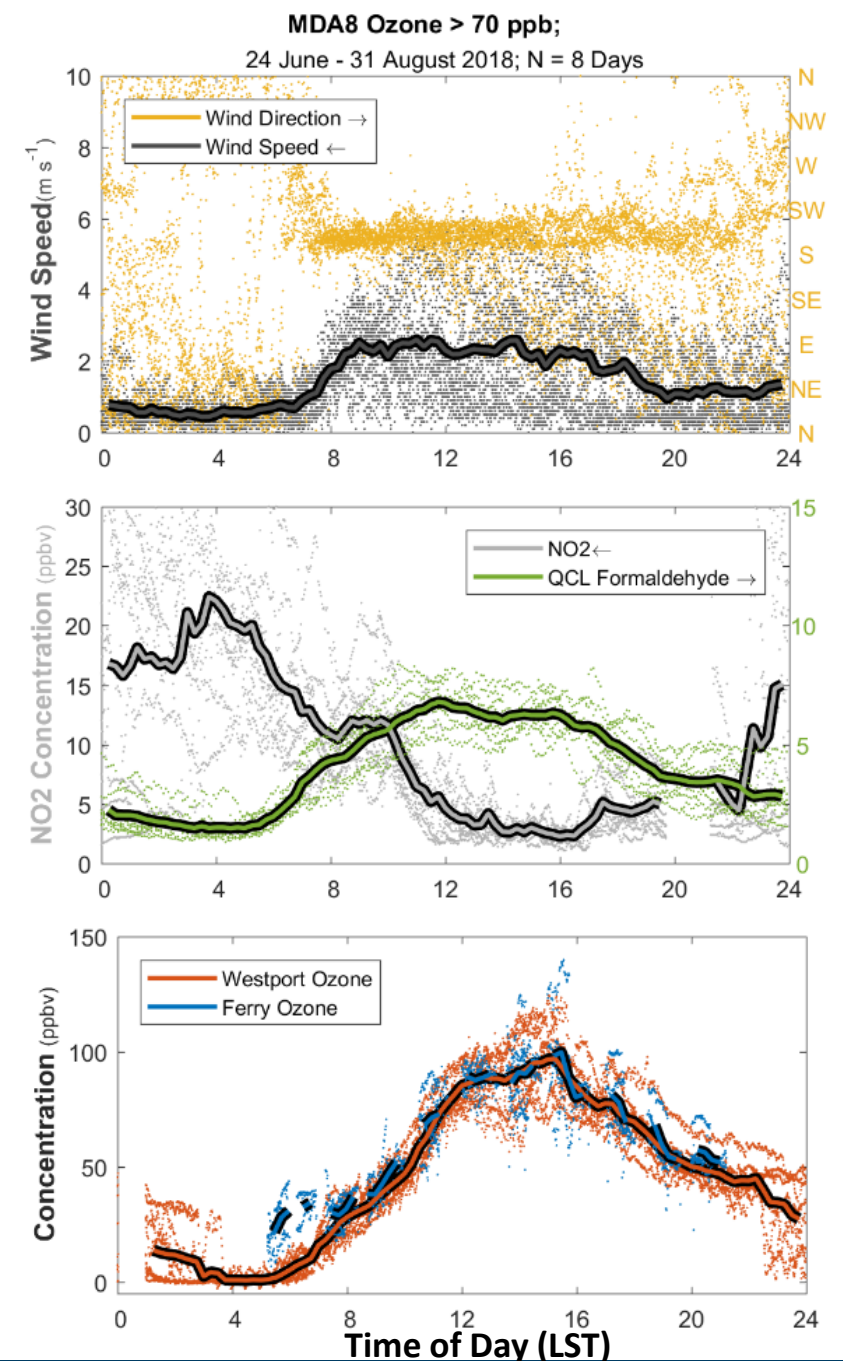 MDA8 Ozone > 70 ppb;
24 June - 31 August 2018; N = 8 Days
Wind Speed(m s⁻¹)
10
8
6
4
2
0
Wind Direction →
Wind Speed ←
N
NW
W
SW
S
SE
E
NE
N
0 4 8 12 16 20 24
NO2 Concentration (ppbv)
30
25
20
15
10
5
0
NO2←
QCL Formaldehyde →
15
10
5
0
0 4 8 12 16 20 24
Concentration (ppbv)
150
100
50
0
Westport Ozone
Ferry Ozone
0 4 8 12 16 20 24
Time of Day (LST)